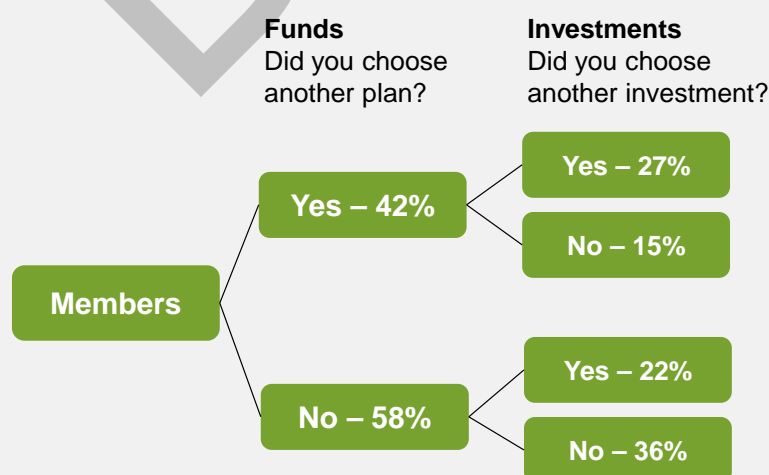 Funds
Did you choose
another plan?
Investments
Did you choose
another investment?
Members
Yes – 42%
Yes – 27%
No – 15%
No – 58%
Yes – 22%
No – 36%